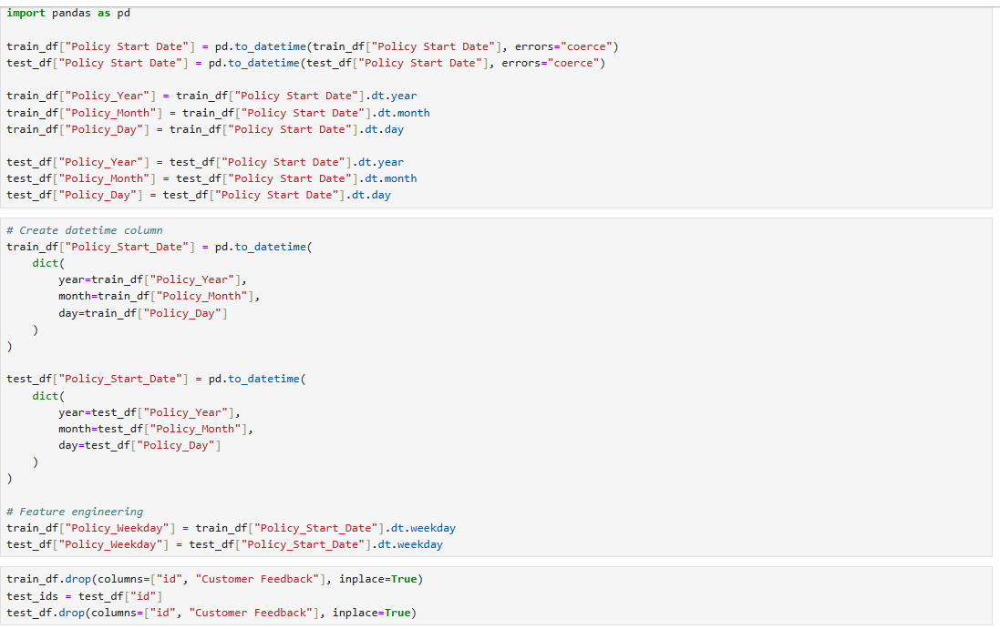 import pandas as pd
train_df["Policy Start Date"] = pd.to_datetime(train_df["Policy Start Date"], errors="coerce")
test_df["Policy Start Date"] = pd.to_datetime(test_df["Policy Start Date"], errors="coerce")
train_df["Policy_Year"] = train_df["Policy Start Date"].dt.year
train_df["Policy_Month"] = train_df["Policy Start Date"].dt.month
train_df["Policy_Day"] = train_df["Policy Start Date"].dt.day
test_df["Policy_Year"] = test_df["Policy Start Date"].dt.year
test_df["Policy_Month"] = test_df["Policy Start Date"].dt.month
test_df["Policy_Day"] = test_df["Policy Start Date"].dt.day
# Create datetime column
train_df["Policy_Start_Date"] = pd.to_datetime(
    dict(
        year=train_df["Policy_Year"],
        month=train_df["Policy_Month"],
        day=train_df["Policy_Day"]
    )
)
test_df["Policy_Start_Date"] = pd.to_datetime(
    dict(
        year=test_df["Policy_Year"],
        month=test_df["Policy_Month"],
        day=test_df["Policy_Day"]
    )
)
# Feature engineering
train_df["Policy_Weekday"] = train_df["Policy_Start_Date"].dt.weekday
test_df["Policy_Weekday"] = test_df["Policy_Start_Date"].dt.weekday
train_df.drop(columns=["id", "Customer Feedback"], inplace=True)
test_ids = test_df["id"]
test_df.drop(columns=["id", "Customer Feedback"], inplace=True)